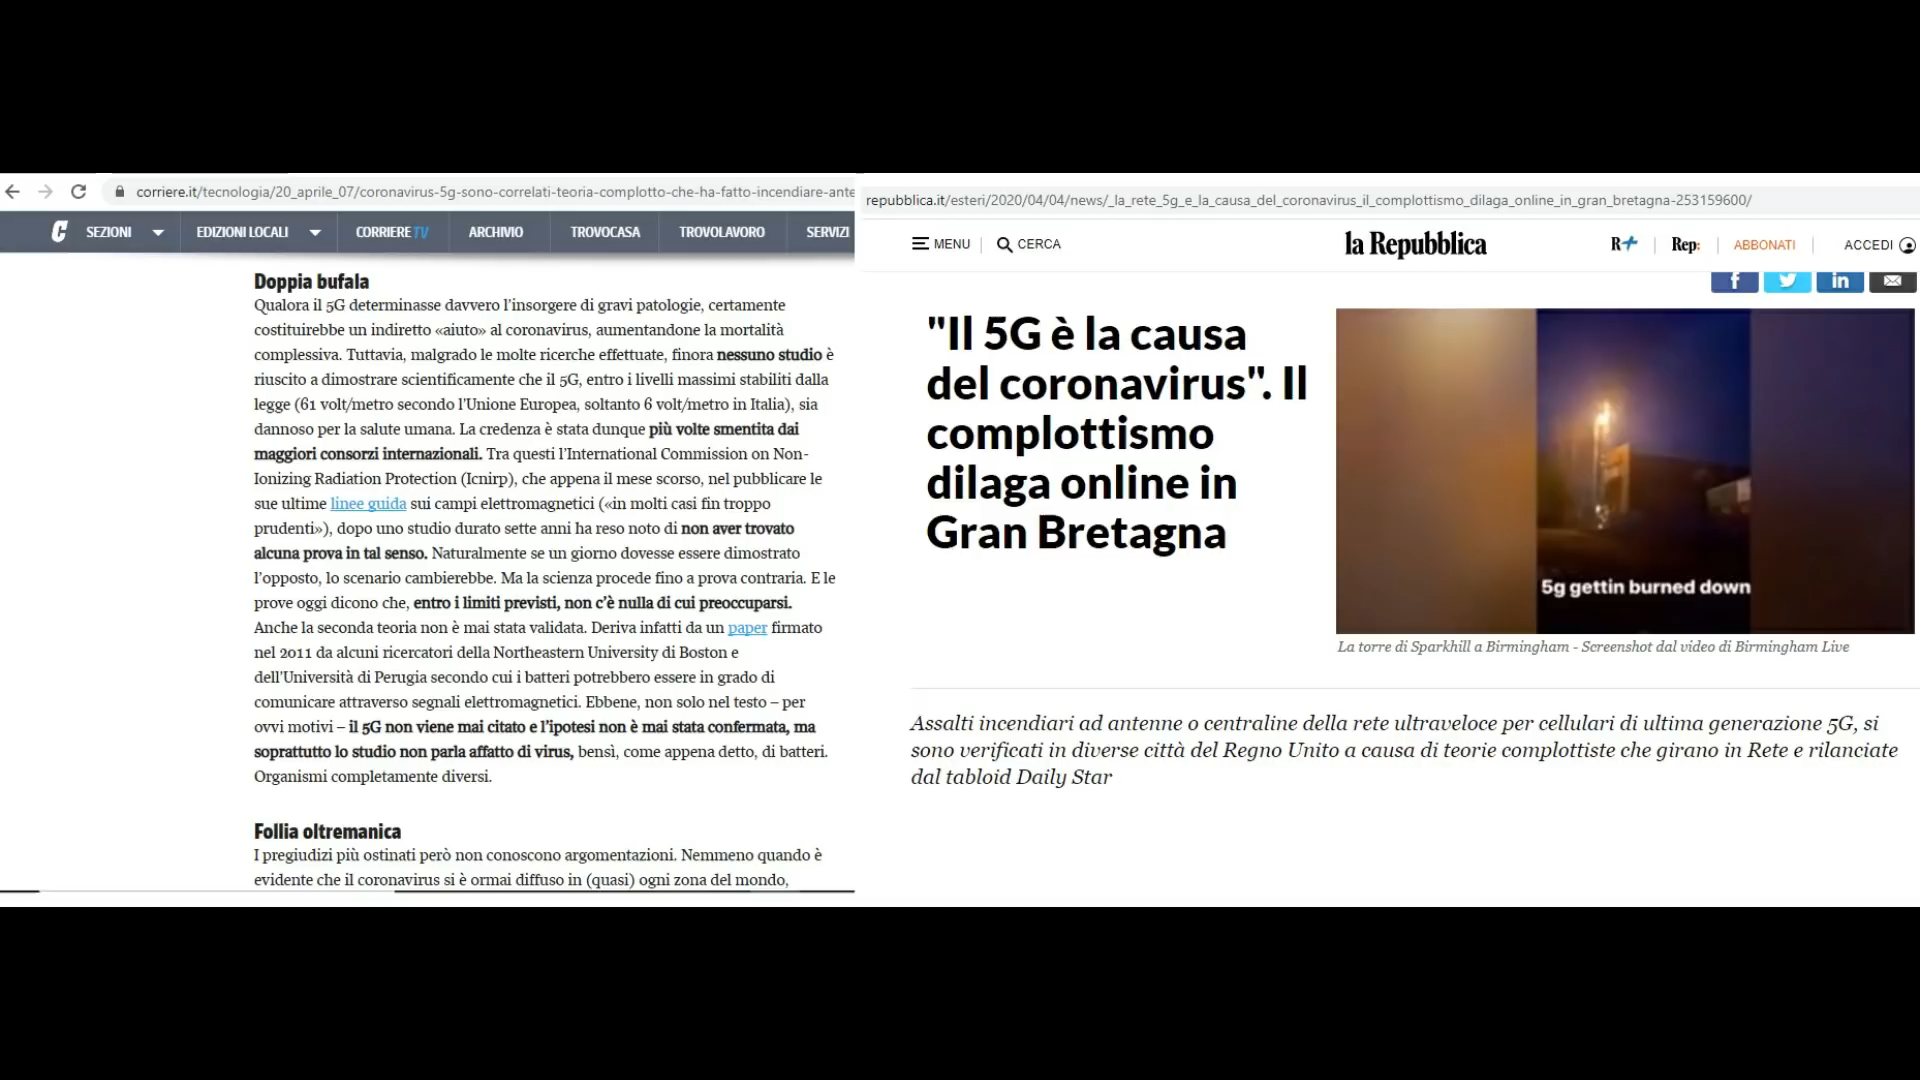 corriere.it/tecnologia/20_aprile_07/coronavirus-5g-sono-correlati-teoria-complotto-che-ha-fatto-incendiare-ante
SEZIONI
EDIZIONI LOCALI
CORRIERE TV
ARCHIVIO
TROVOCASA
TROVOLAVORO
SERVIZI
Doppia bufala
Qualora il 5G determinasse davvero l'insorgere di gravi patologie, certamente
costituirebbe un indiretto «aiuto» al coronavirus, aumentandone la mortalità
complessiva. Tuttavia, malgrado le molte ricerche effettuate, finora nessuno studio è
riuscito a dimostrare scientificamente che il 5G, entro i livelli massimi stabiliti dalla
legge (61 volt/metro secondo l'Unione Europea, soltanto 6 volt/metro in Italia), sia
dannoso per la salute umana. La credenza è stata dunque più volte smentita dai
maggiori consorzi internazionali. Tra questi l'International Commission on Non-
Ionizing Radiation Protection (Icnirp), che appena il mese scorso, nel pubblicare le
sue ultime linee guida sui campi elettromagnetici («in molti casi fin troppo
prudenti»), dopo uno studio durato sette anni ha reso noto di non aver trovato
alcuna prova in tal senso. Naturalmente se un giorno dovesse essere dimostrato
l'opposto, lo scenario cambierebbe. Ma la scienza procede fino a prova contraria. E le
prove oggi dicono che, entro i limiti previsti, non c'è nulla di cui preoccuparsi.
Anche la seconda teoria non è mai stata validata. Deriva infatti da un paper firmato
nel 2011 da alcuni ricercatori della Northeastern University di Boston e
dell'Università di Perugia secondo cui i batteri potrebbero essere in grado di
comunicare attraverso segnali elettromagnetici. Ebbene, non solo nel testo – per
ovvi motivi – il 5G non viene mai citato e l'ipotesi non è mai stata confermata, ma
soprattutto lo studio non parla affatto di virus, bensì, come appena detto, di batteri.
Organismi completamente diversi.
Follia oltremanica
I pregiudizi più ostinati però non conoscono argomentazioni. Nemmeno quando è
evidente che il coronavirus si è ormai diffuso in (quasi) ogni zona del mondo,
repubblica.it/esteri/2020/04/04/news/_la_rete_5g_e_la_causa_del_coronavirus_il_complottismo_dilaga_online_in_gran_bretagna-253159600/
MENU
CERCA
la Repubblica
R+
Rep:
ABBONATI
ACCEDI
"Il 5G è la causa
del coronavirus". Il
complottismo
dilaga online in
Gran Bretagna
5g gettin burned down
La torre di Sparkhill a Birmingham - Screenshot dal video di Birmingham Live
Assalti incendiari ad antenne o centraline della rete ultraveloce per cellulari di ultima generazione 5G, si
sono verificati in diverse città del Regno Unito a causa di teorie complottiste che girano in Rete e rilanciate
dal tabloid Daily Star